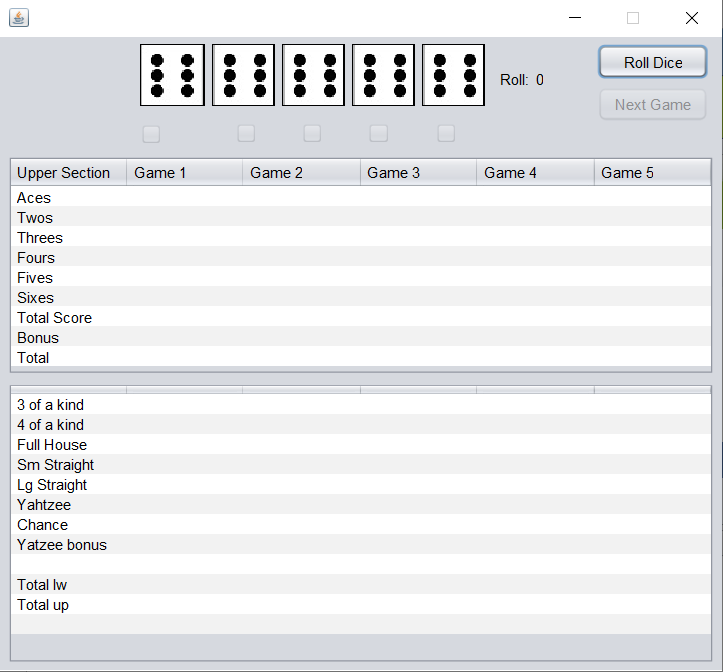 Roll: 0
Roll Dice
Next Game
Upper Section Game 1 Game 2 Game 3 Game 4 Game 5
Aces
Twos
Threes
Fours
Fives
Sixes
Total Score
Bonus
Total
3 of a kind
4 of a kind
Full House
Sm Straight
Lg Straight
Yahtzee
Chance
Yatzee bonus
Total lw
Total up